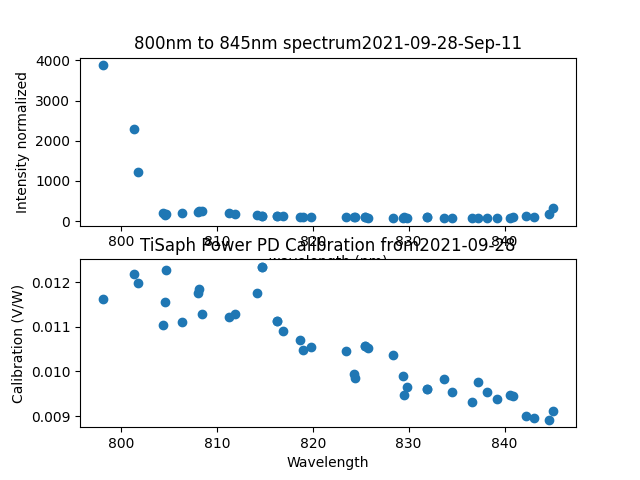 800nm to 845nm spectrum2021-09-28-Sep-11
Intensity normalized
4000
3000
2000
1000
0
800 810 820 830 840
wavelength (nm)
TiSaph Power PD Calibration from2021-09-28
Calibration (V/W)
0.012
0.011
0.010
0.009
800 810 820 830 840
Wavelength